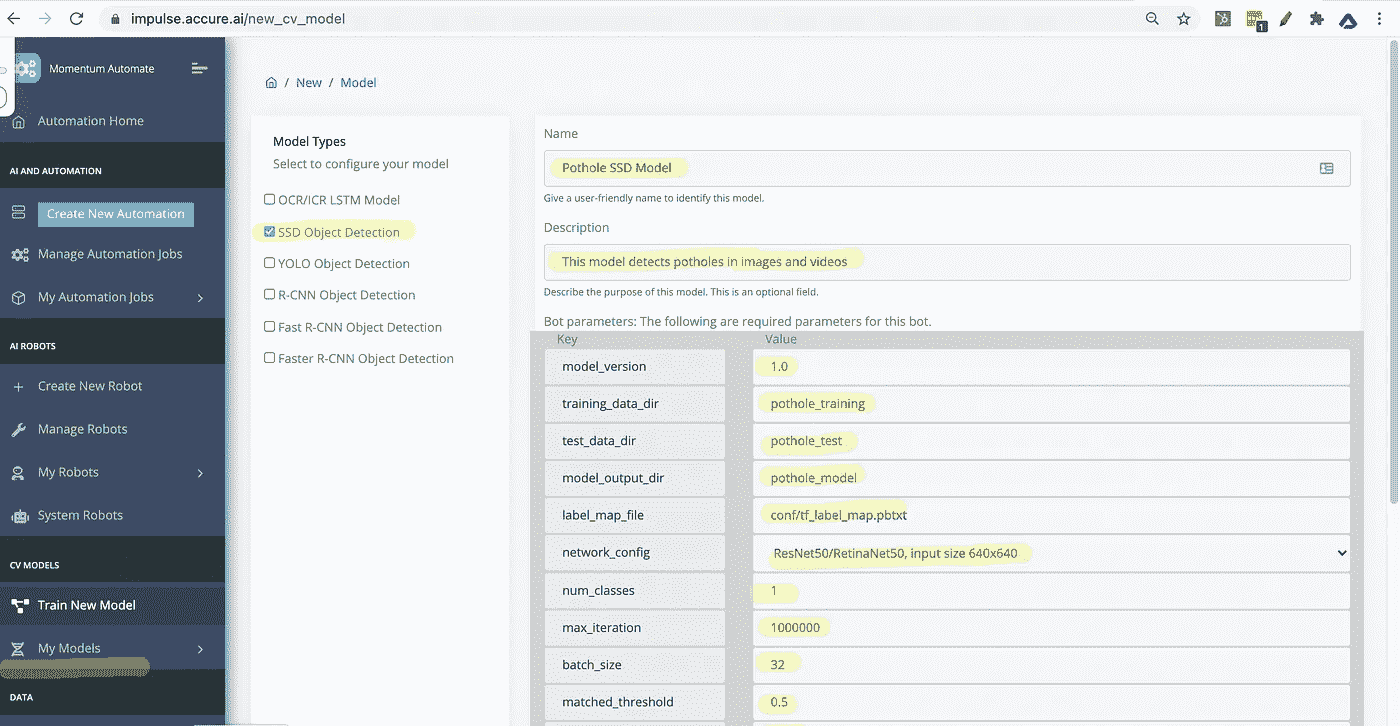 impulse.accure.ai/new_cv_model
1
Momentum Automate
Automation Home
AI AND AUTOMATION
Create New Automation
Manage Automation Jobs
My Automation Jobs
AI ROBOTS
Create New Robot
Manage Robots
My Robots
System Robots
CV MODELS
Train New Model
My Models
DATA
/ New / Model
Model Types
Select to configure your model
OCR/ICR LSTM Model
SSD Object Detection
YOLO Object Detection
R-CNN Object Detection
Fast R-CNN Object Detection
Faster R-CNN Object Detection
Name
Pothole SSD Model
Give a user-friendly name to identify this model.
Description
This model detects potholes in images and videos
Describe the purpose of this model. This is an optional field.
Bot parameters: The following are required parameters for this bot.
Key Value
model_version 1.0
training_data_dir pothole_training
test_data_dir pothole_test
model_output_dir pothole_model
label_map_file conf/tf_label_map.pbtxt
network_config ResNet50/RetinaNet50, input size 640x640
num_classes 1
max_iteration 1000000
batch_size 32
matched_threshold 0.5